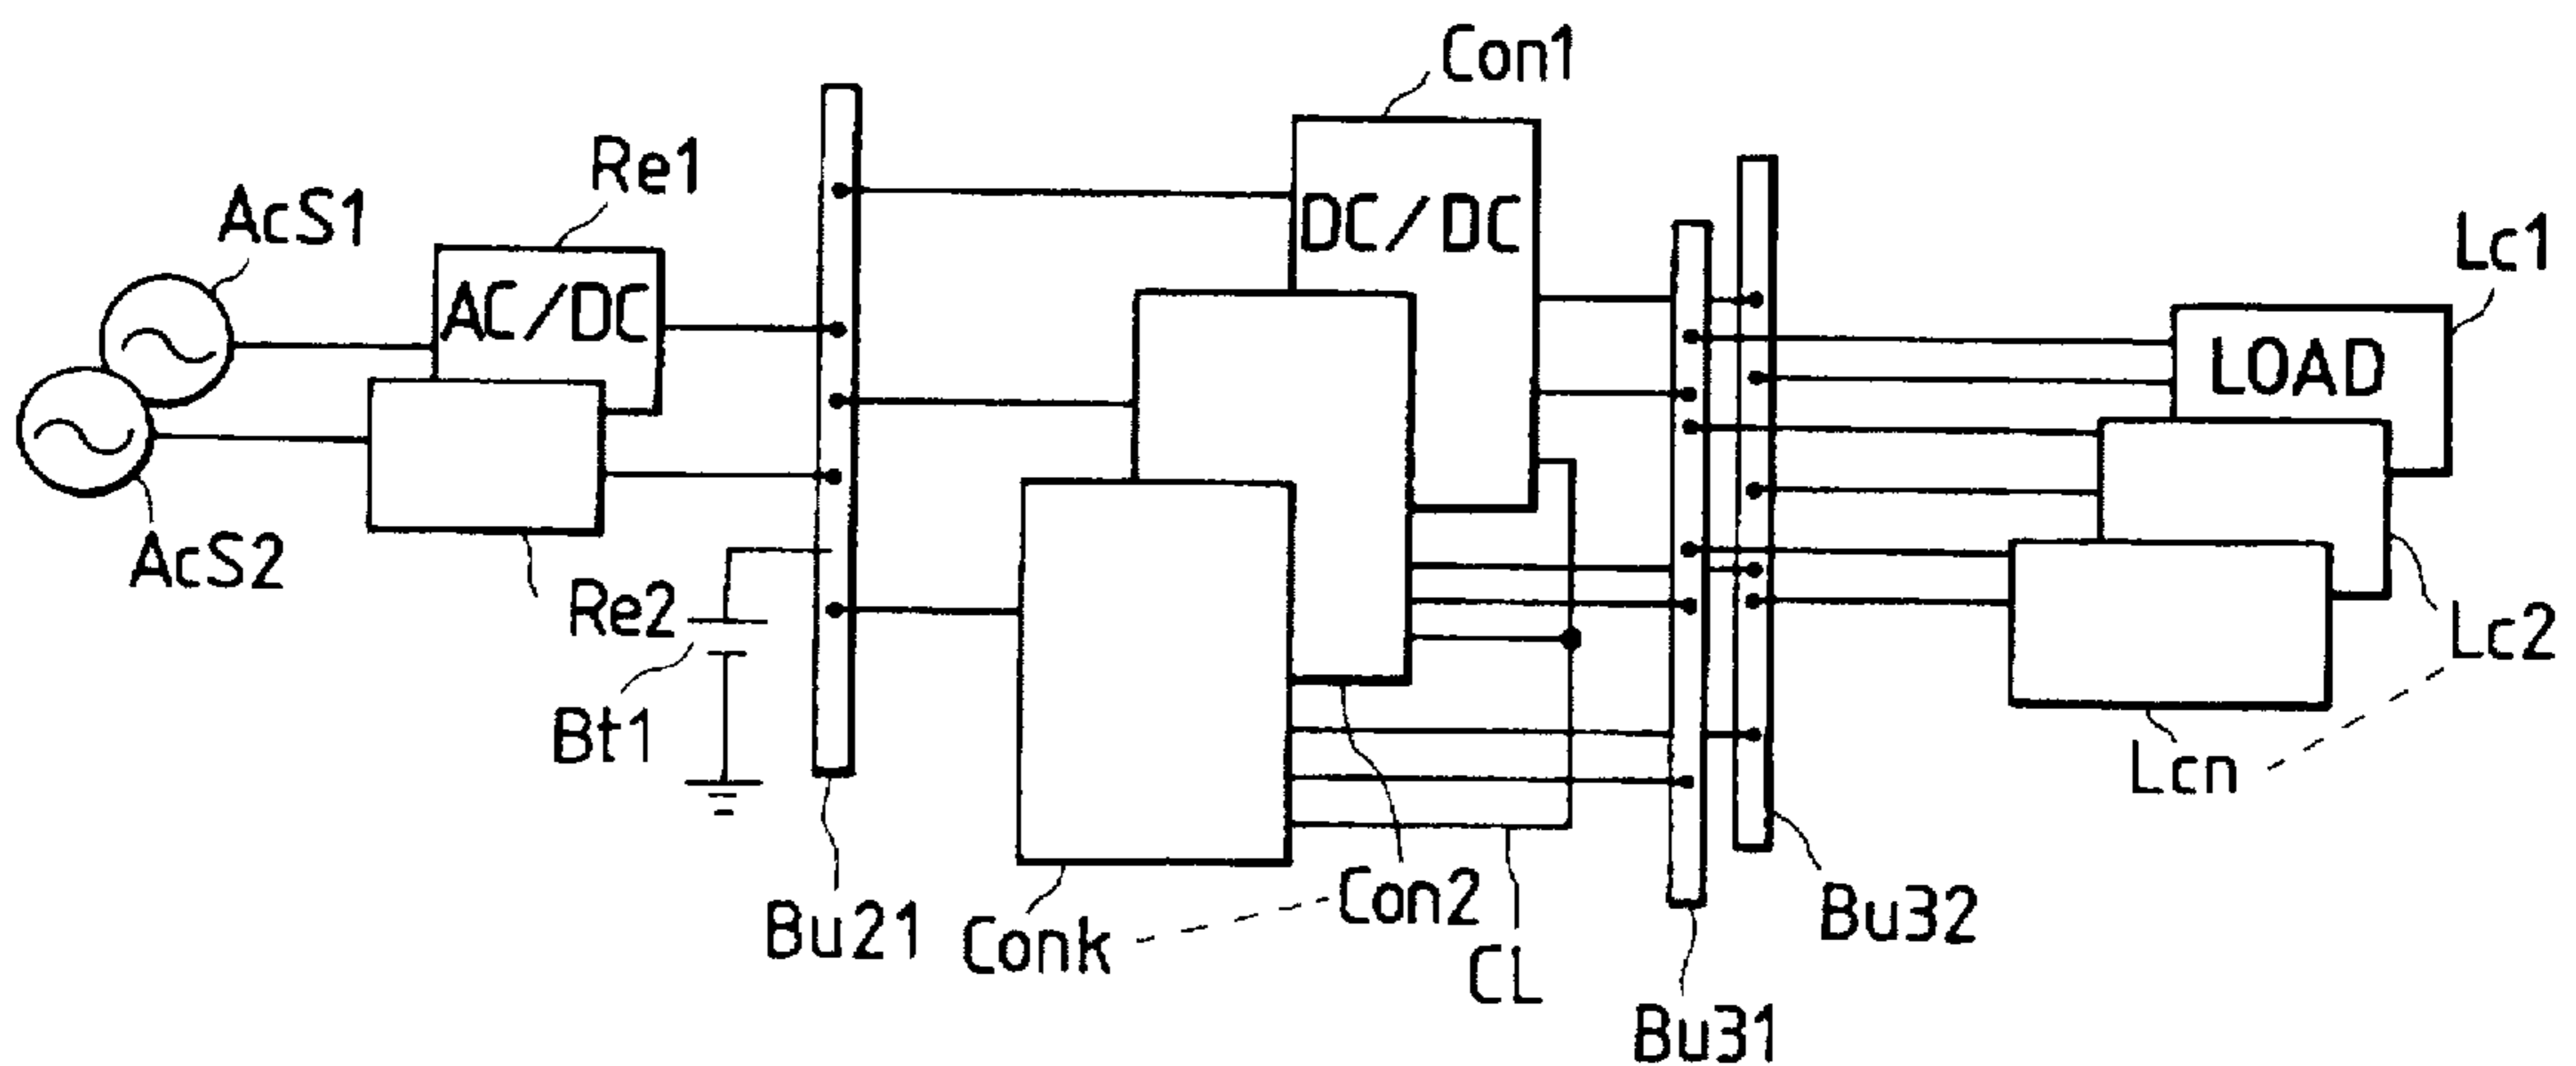 Con1
Re1
AcS1
DC/DC
Lc1
AC/DC
LOAD
AcS2
Re2
Lc2
Bt1
Lcn
Bu21
Conk
Con2
Bu32
CL
Bu31